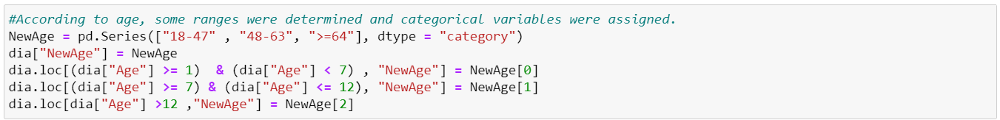 #According to age, some ranges were determined and categorical variables were assigned.
NewAge = pd.Series(["18-47" , "48-63", ">=64"], dtype = "category")
dia["NewAge"] = NewAge
dia.loc[(dia["Age"] >= 1)  & (dia["Age"] < 7) , "NewAge"] = NewAge[0]
dia.loc[(dia["Age"] >= 7) & (dia["Age"] <= 12), "NewAge"] = NewAge[1]
dia.loc[dia["Age"] >12 ,"NewAge"] = NewAge[2]